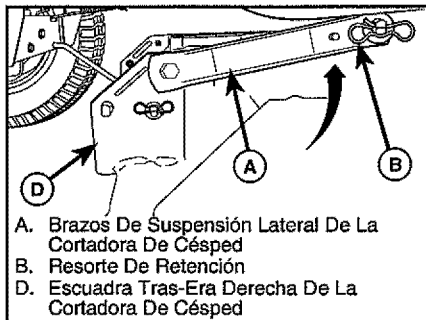 A
B
D
A. Brazos De Suspensión Lateral De La
Cortadora De Césped
B. Resorte De Retención
D. Escuadra Tras-Era Derecha De La
Cortadora De Césped